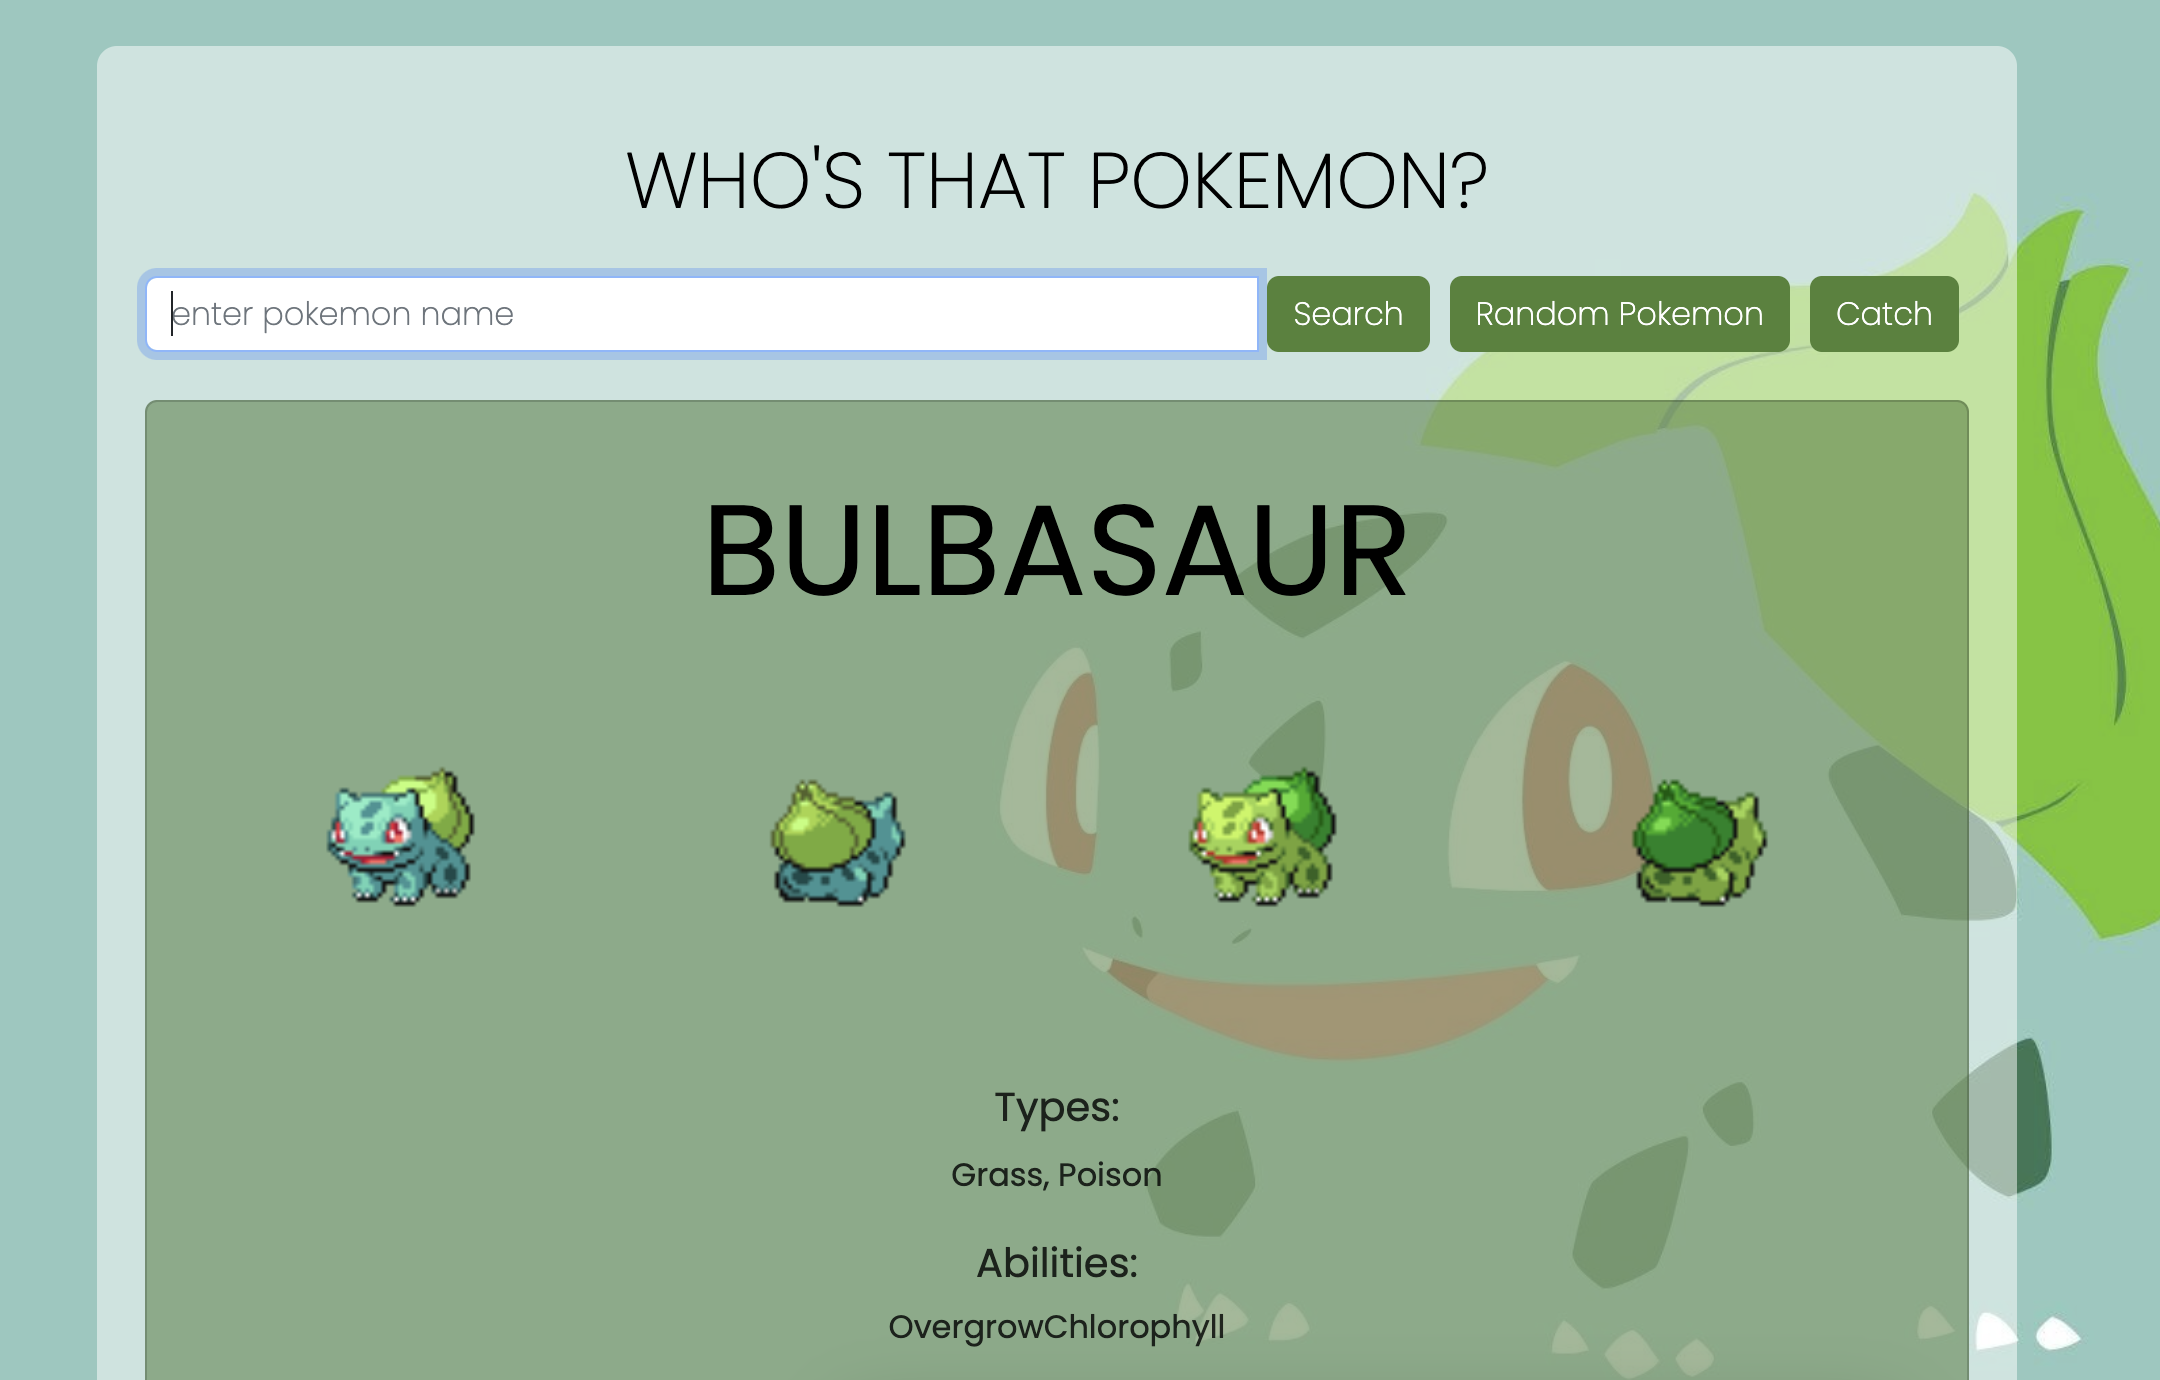 WHO'S THAT POKEMON?
enter pokemon name
Search
Random Pokemon
Catch
BULBASAUR
Types:
Grass, Poison
Abilities:
OvergrowChlorophyll